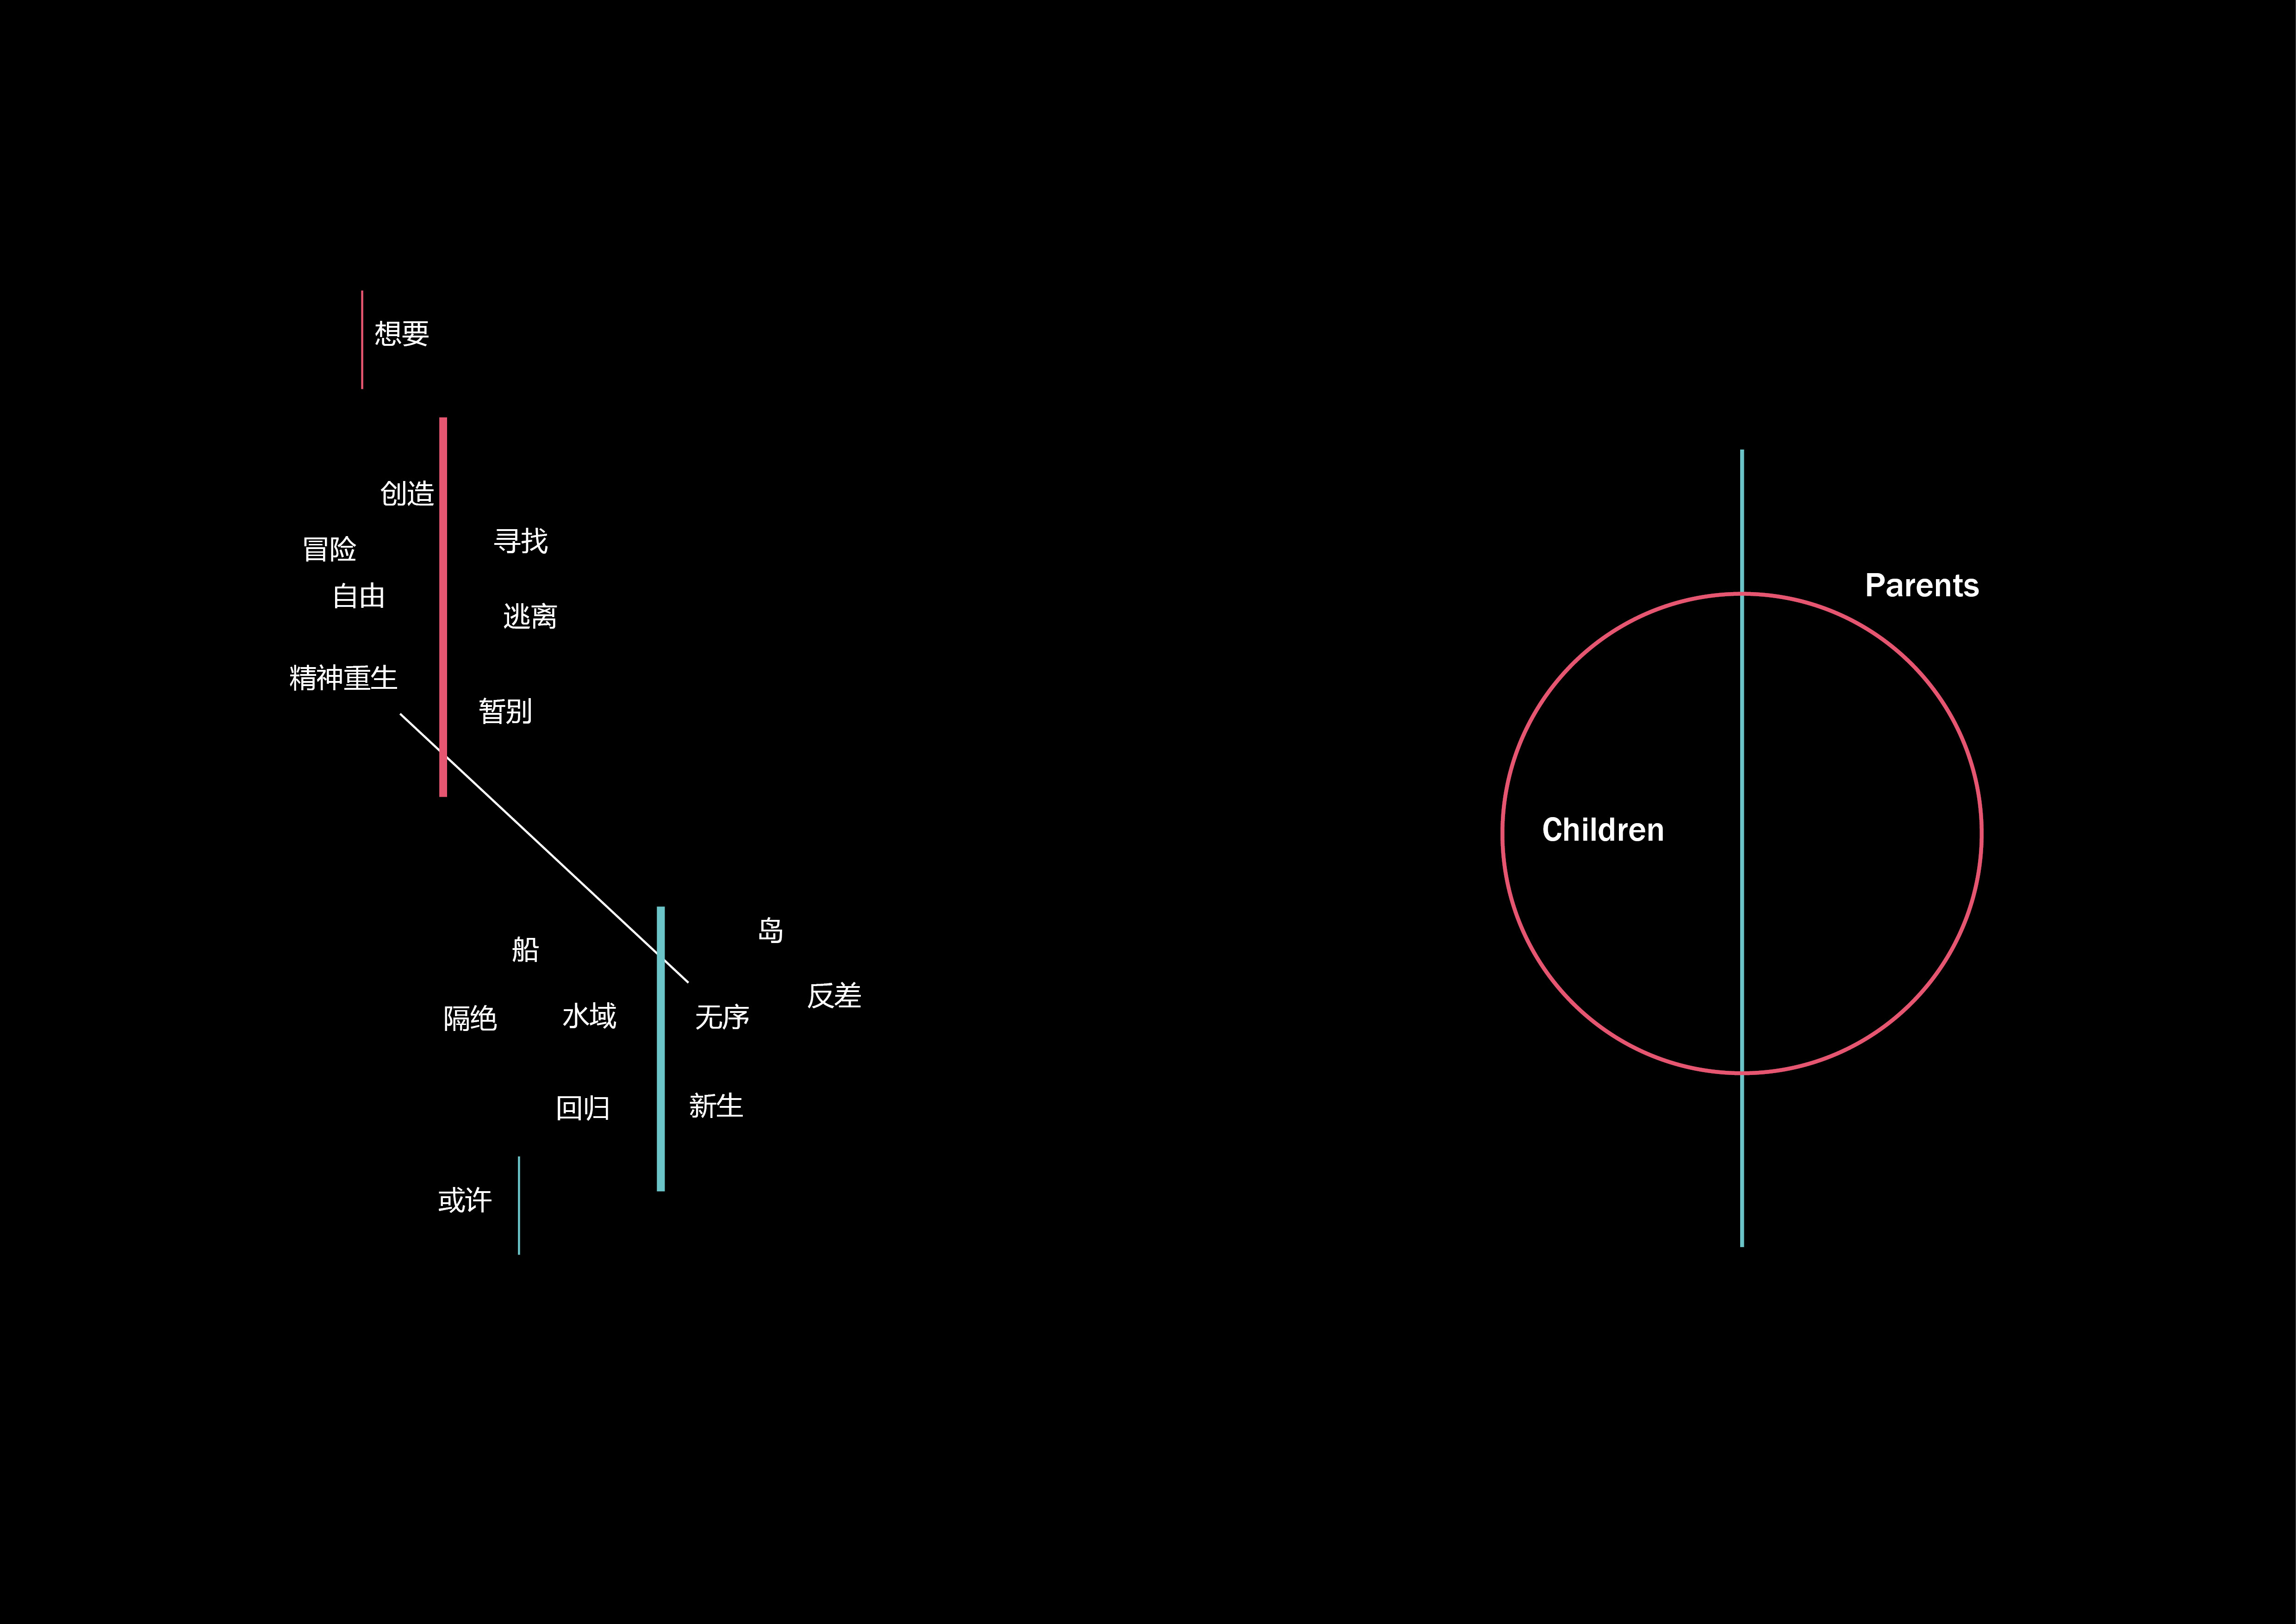 想要
创造
寻找
冒险
自由
逃离
精神重生
暂别
岛
船
反差
隔绝
水域
无序
回归
新生
或许
Parents
Children